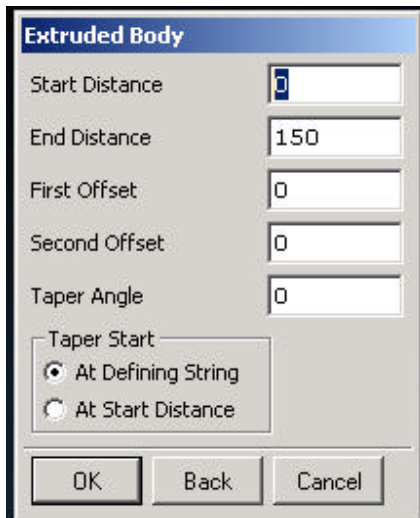 Extruded Body
Start Distance 0
End Distance 150
First Offset 0
Second Offset 0
Taper Angle 0
Taper Start
At Defining String
At Start Distance
OK Back Cancel